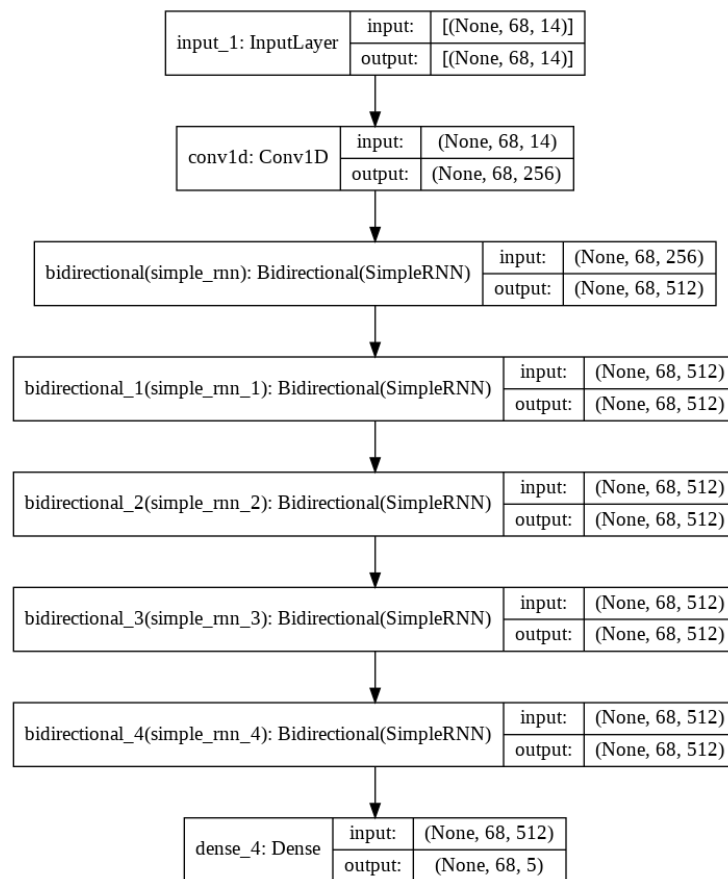 input_1: InputLayer
input: [(None, 68, 14)]
output: [(None, 68, 14)]
conv1d: Conv1D
input: (None, 68, 14)
output: (None, 68, 256)
bidirectional(simple_rnn): Bidirectional(SimpleRNN)
input: (None, 68, 256)
output: (None, 68, 512)
bidirectional_1(simple_rnn_1): Bidirectional(SimpleRNN)
input: (None, 68, 512)
output: (None, 68, 512)
bidirectional_2(simple_rnn_2): Bidirectional(SimpleRNN)
input: (None, 68, 512)
output: (None, 68, 512)
bidirectional_3(simple_rnn_3): Bidirectional(SimpleRNN)
input: (None, 68, 512)
output: (None, 68, 512)
bidirectional_4(simple_rnn_4): Bidirectional(SimpleRNN)
input: (None, 68, 512)
output: (None, 68, 512)
dense_4: Dense
input: (None, 68, 512)
output: (None, 68, 5)